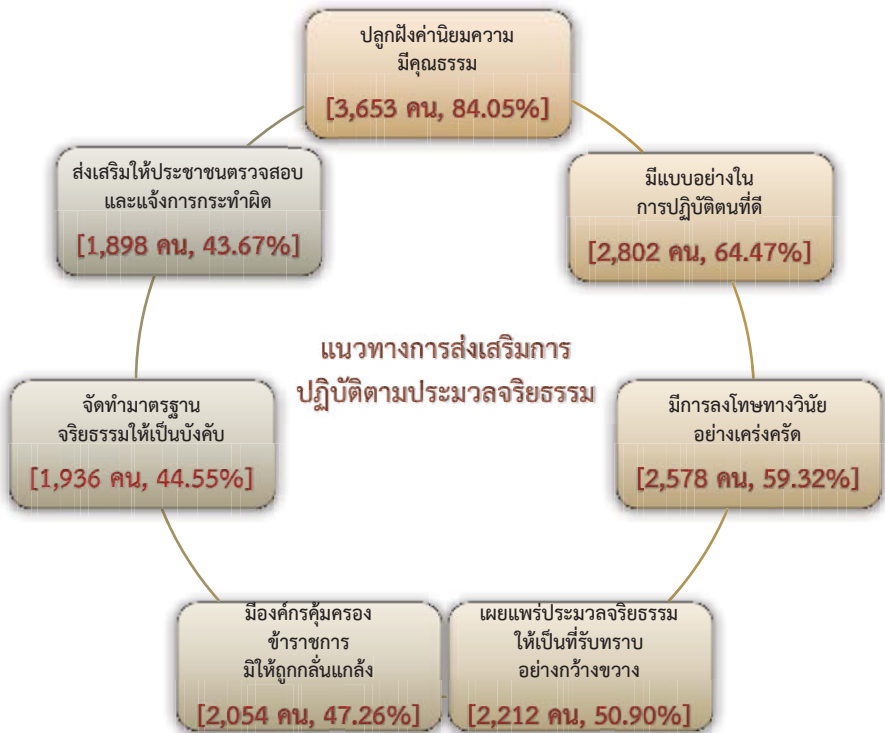 ปลูกฝังค่านิยมความ
มีคุณธรรม
[3,653 คน, 84.05%]
มีแบบอย่างใน
การปฏิบัติตนที่ดี
[2,802 คน, 64.47%]
มีการลงโทษทางวินัย
อย่างเคร่งครัด
[2,578 คน, 59.32%]
เผยแพร่ประมวลจริยธรรม
ให้เป็นที่รับทราบ
อย่างกว้างขวาง
[2,212 คน, 50.90%]
มีองค์กรคุ้มครอง
ข้าราชการ
มิให้ถูกกลั่นแกล้ง
[2,054 คน, 47.26%]
จัดทำมาตรฐาน
จริยธรรมให้เป็นบังคับ
[1,936 คน, 44.55%]
ส่งเสริมให้ประชาชนตรวจสอบ
และแจ้งการกระทำผิด
[1,898 คน, 43.67%]
แนวทางการส่งเสริมการ
ปฏิบัติตามประมวลจริยธรรม